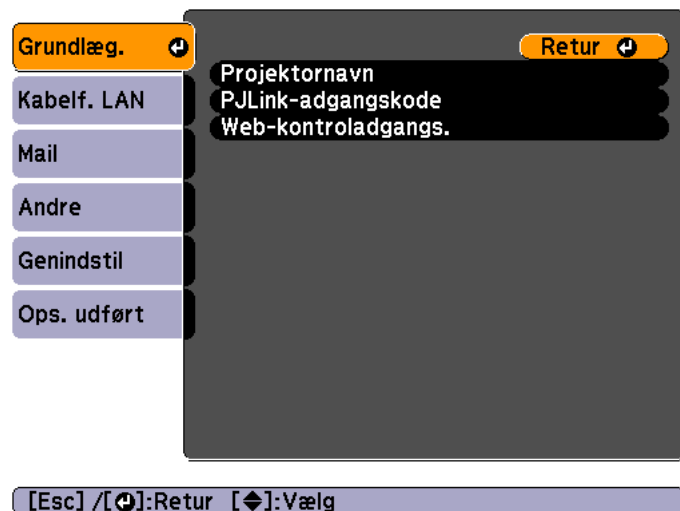 Grundlæg.
Retur
Projektornavn
PJLink-adgangskode
Web-kontroladgangs.
Kabelf. LAN
Mail
Andre
Genindstil
Ops. udført
[Esc] /[⏎]:Retur [◆]:Vælg